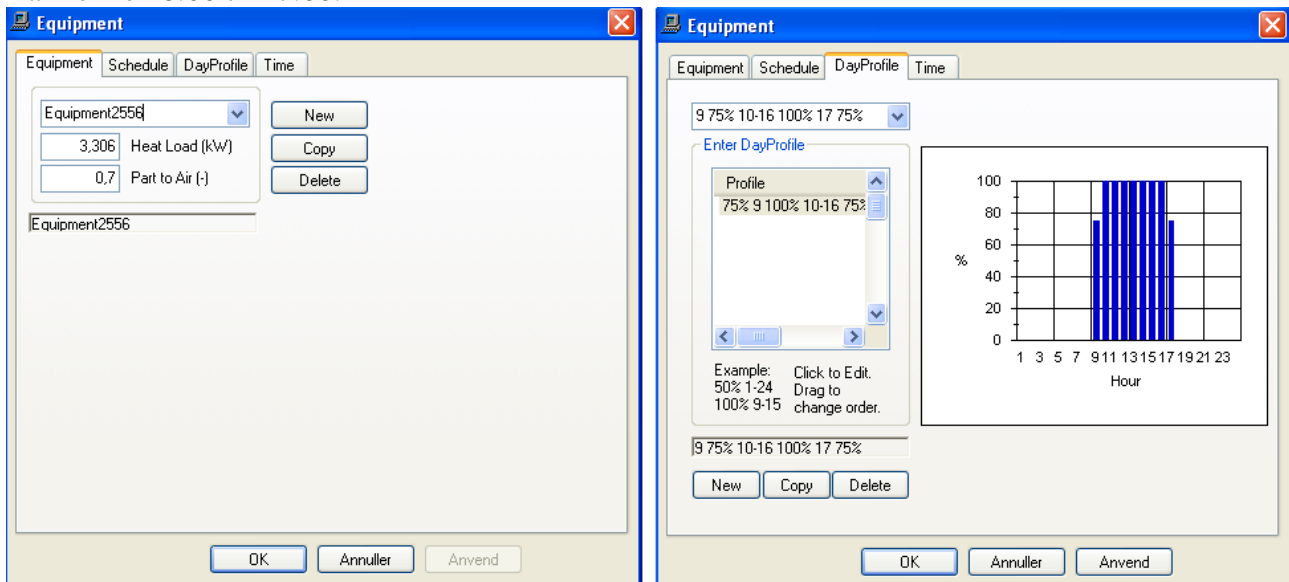 Equipment
Equipment Schedule DayProfile Time
Equipment2556
New
3,306 Heat Load (kW)
Copy
0,7 Part to Air (-)
Delete
Equipment2556
OK Annuller Anvend
Equipment
Equipment Schedule DayProfile Time
9 75% 10-16 100% 17 75%
Enter DayProfile
Profile
75% 9 100% 10-16 75%
Example:
50% 1-24
100% 9-15
Click to Edit.
Drag to
change order.
9 75% 10-16 100% 17 75%
New Copy Delete
100
80
60
%
40
20
0
1 3 5 7 9 11 13 15 17 19 21 23
Hour
OK Annuller Anvend